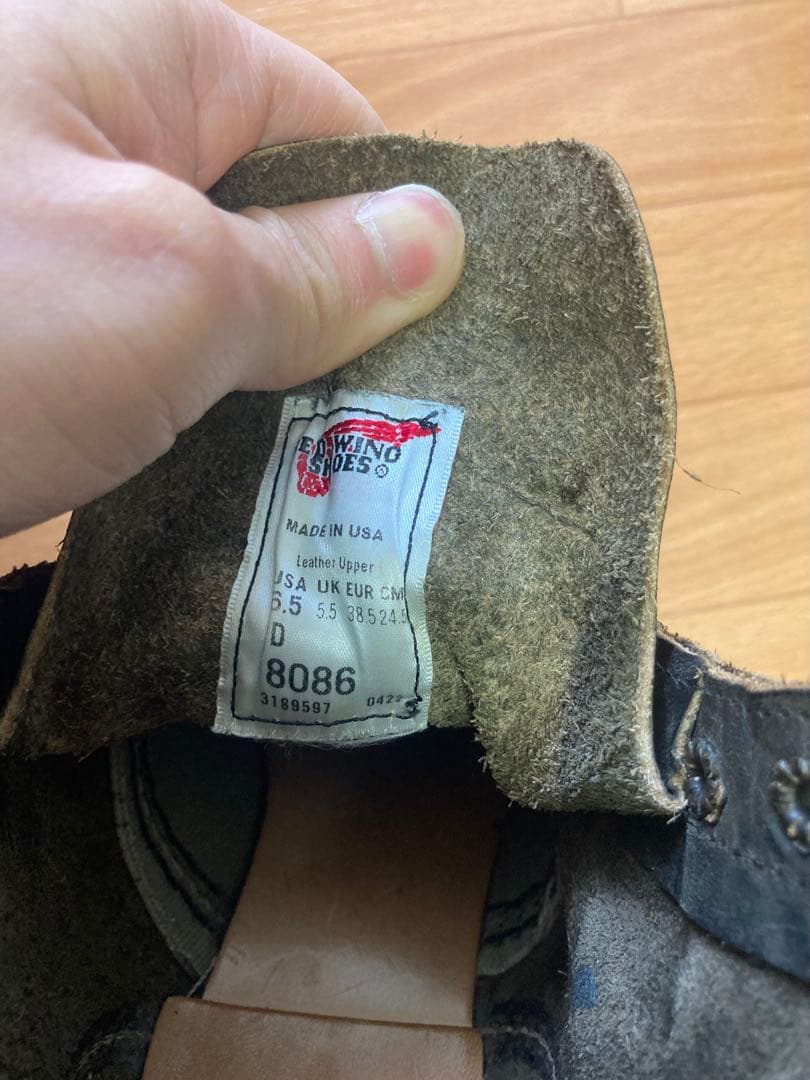 RED WING
SHOES ®
MADE IN USA
Leather Upper
USA UK EUR CM
6.5 5.5 38.5 24.5
D
8086
3189597